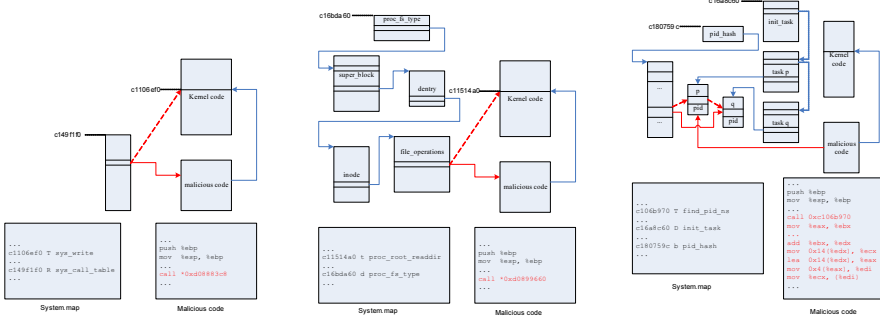 c1106ef0
Kernel code
c149f1f0
malicious code
...
c1106ef0 T sys_write
...
c149f1f0 R sys_call_table
...
System.map
...
push %ebp
mov %esp, %ebp
...
call *0xd08883c8
...
Malicious code
c16bda60
proc_fs_type
super_block
dentry
c11514a0
Kernel code
inode
file_operations
malicious code
...
c11514a0 t proc_root_readdir
...
c16bda60 d proc_fs_type
...
System.map
...
push %ebp
mov %esp, %ebp
...
call *0xd0899660
...
Malicious code
c16a8c60
init_task
c180759c
pid_hash
Kernel code
...
...
p
pid
q
pid
task p
task q
malicious code
...
c106b970 T find_pid_ns
...
c16a8c60 D init_task
...
c180759c b pid_hash
...
System.map
...
push %ebp
mov %esp, %ebp
...
call 0xc106b970
mov %eax, %ebx
...
add %ebx, %edx
mov 0x14(%edx), %ecx
lea 0x14(%edx), %eax
mov 0x4(%eax), %edi
mov %ecx, (%edi)
...
Malicious code